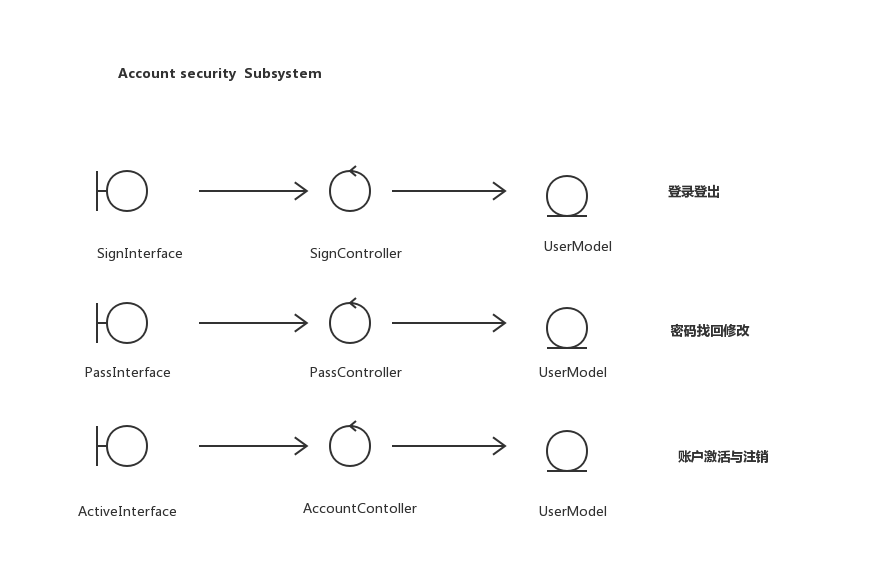 Account security  Subsystem
登录登出
SignInterface
SignController
UserModel
密码找回修改
PassInterface
PassController
UserModel
账户激活与注销
ActiveInterface
AccountContoller
UserModel